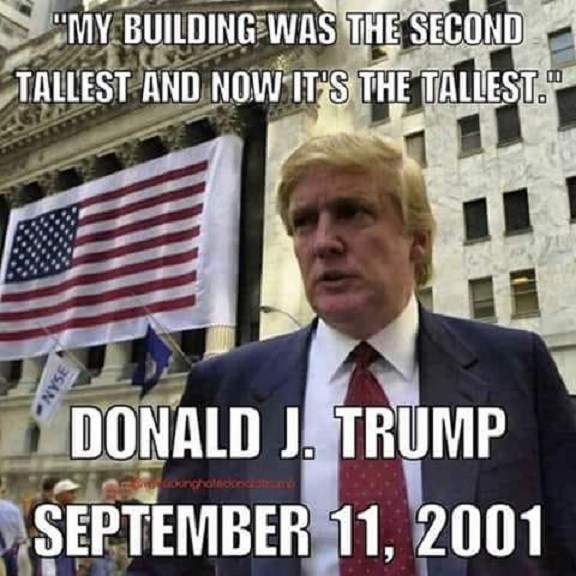 "MY BUILDING WAS THE SECOND
TALLEST AND NOW IT'S THE TALLEST."
NYSE
DONALD J. TRUMP
SEPTEMBER 11, 2001